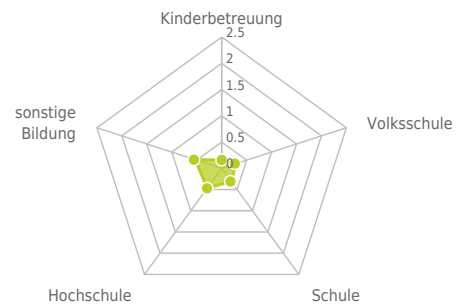 Kinderbetreuung
2.5
2
1.5
1
0.5
0
sonstige
Bildung
Volksschule
Hochschule
Schule